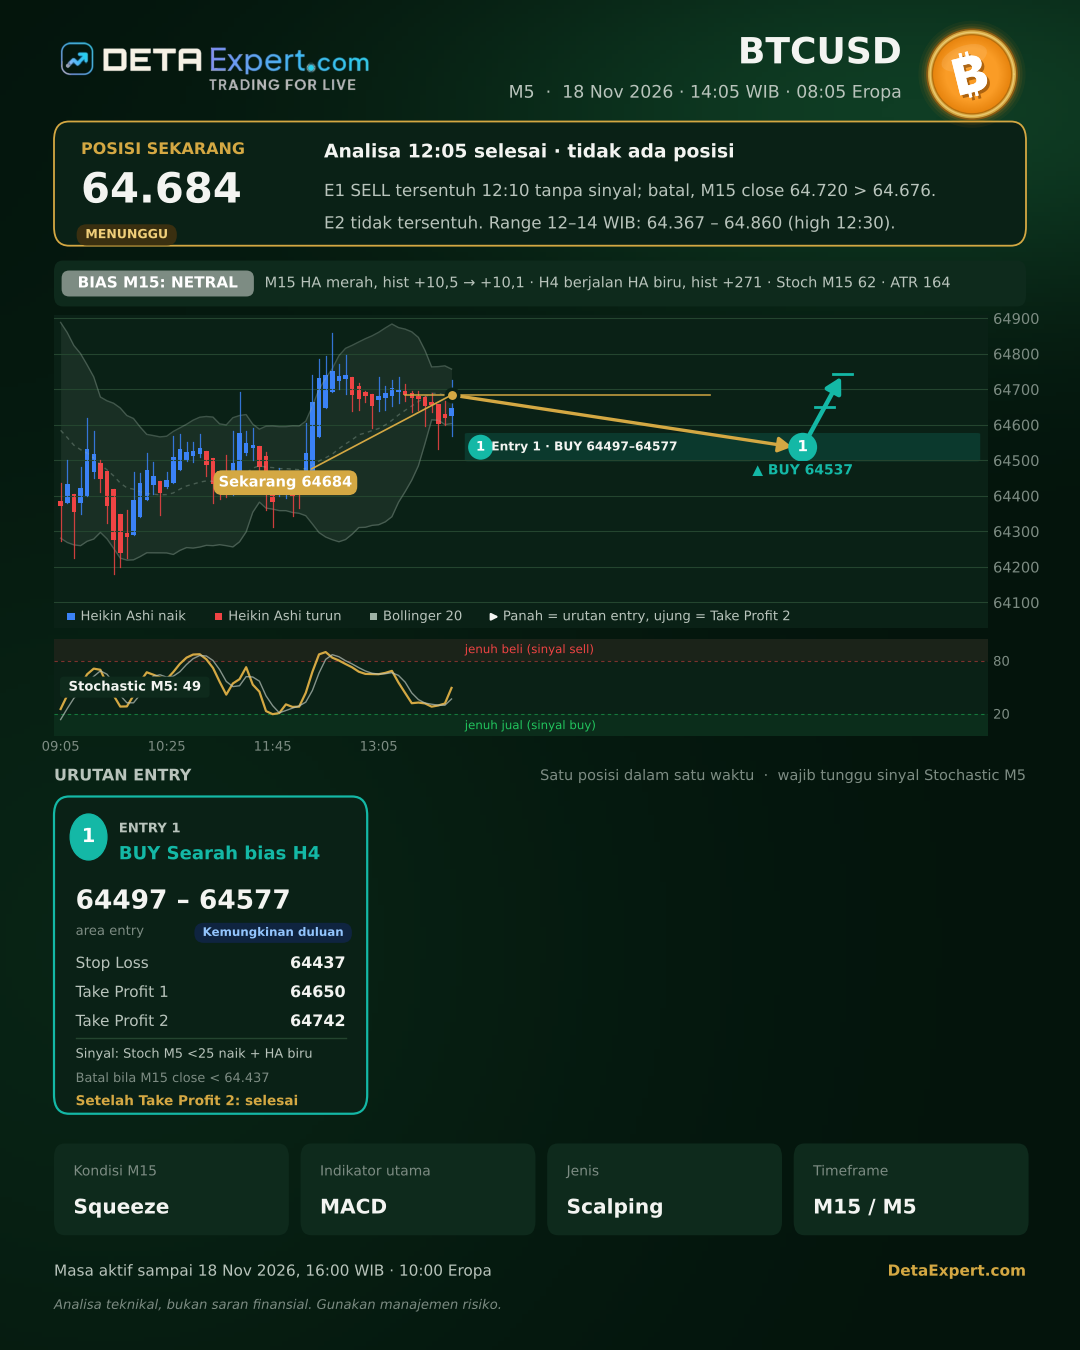 DETA Expert.com
TRADING FOR LIVE
BTCUSD
M5 · 18 Nov 2026 · 14:05 WIB · 08:05 Eropa
POSISI SEKARANG
64.684
MENUNGGU
Analisa 12:05 selesai · tidak ada posisi
E1 SELL tersentuh 12:10 tanpa sinyal; batal, M15 close 64.720 > 64.676.
E2 tidak tersentuh. Range 12–14 WIB: 64.367 – 64.860 (high 12:30).
BIAS M15: NETRAL
M15 HA merah, hist +10,5 → +10,1 · H4 berjalan HA biru, hist +271 · Stoch M15 62 · ATR 164
64900
64800
64700
64600
64500
64400
64300
64200
64100
1 Entry 1 · BUY 64497–64577
1
▲ BUY 64537
Sekarang 64684
Heikin Ashi naik
Heikin Ashi turun
Bollinger 20
Panah = urutan entry, ujung = Take Profit 2
jenuh beli (sinyal sell)
80
Stochastic M5: 49
20
jenuh jual (sinyal buy)
09:05
10:25
11:45
13:05
URUTAN ENTRY
Satu posisi dalam satu waktu · wajib tunggu sinyal Stochastic M5
1
ENTRY 1
BUY Searah bias H4
64497 – 64577
area entry
Kemungkinan duluan
Stop Loss 64437
Take Profit 1 64650
Take Profit 2 64742
Sinyal: Stoch M5 <25 naik + HA biru
Batal bila M15 close < 64.437
Setelah Take Profit 2: selesai
Kondisi M15
Squeeze
Indikator utama
MACD
Jenis
Scalping
Timeframe
M15 / M5
Masa aktif sampai 18 Nov 2026, 16:00 WIB · 10:00 Eropa
DetaExpert.com
Analisa teknikal, bukan saran finansial. Gunakan manajemen risiko.